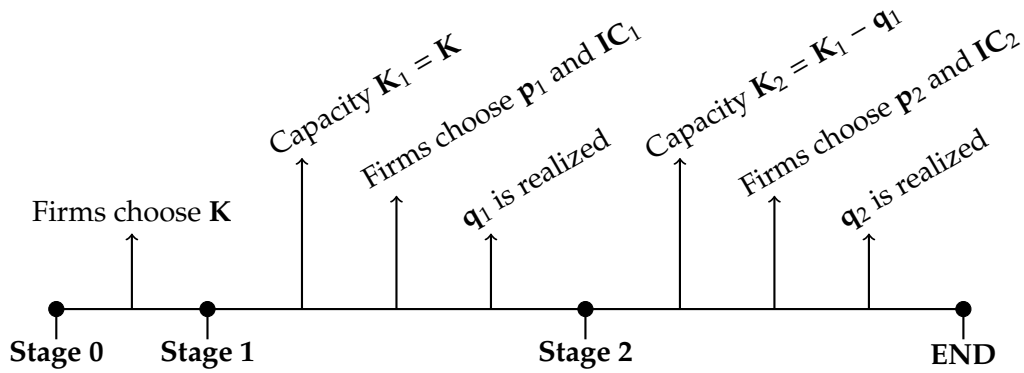 Firms choose K
Capacity K₁ = K
Firms choose p₁ and IC₁
q₁ is realized
Capacity K₂ = K₁ − q₁
Firms choose p₂ and IC₂
q₂ is realized
Stage 0
Stage 1
Stage 2
END